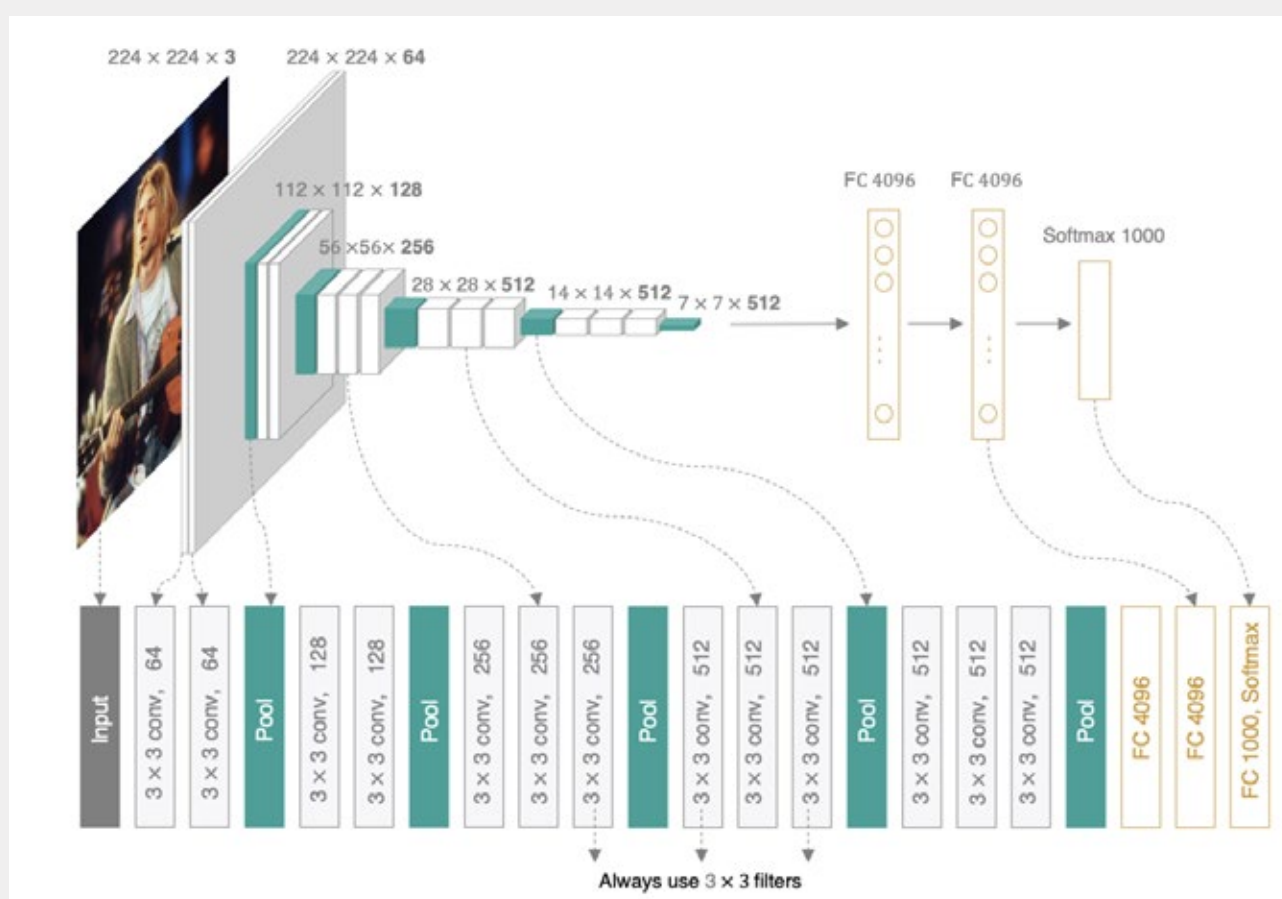 224 × 224 × 3
224 × 224 × 64
112 × 112 × 128
56 ×56× 256
28 × 28 × 512
14 × 14 × 512
7 × 7 × 512
FC 4096
FC 4096
Softmax 1000
Input
3 × 3 conv, 64
3 × 3 conv, 64
Pool
3 × 3 conv, 128
3 × 3 conv, 128
Pool
3 × 3 conv, 256
3 × 3 conv, 256
3 × 3 conv, 256
Pool
3 × 3 conv, 512
3 × 3 conv, 512
3 × 3 conv, 512
Pool
3 × 3 conv, 512
3 × 3 conv, 512
3 × 3 conv, 512
Pool
FC 4096
FC 4096
FC 1000, Softmax
Always use 3 × 3 filters